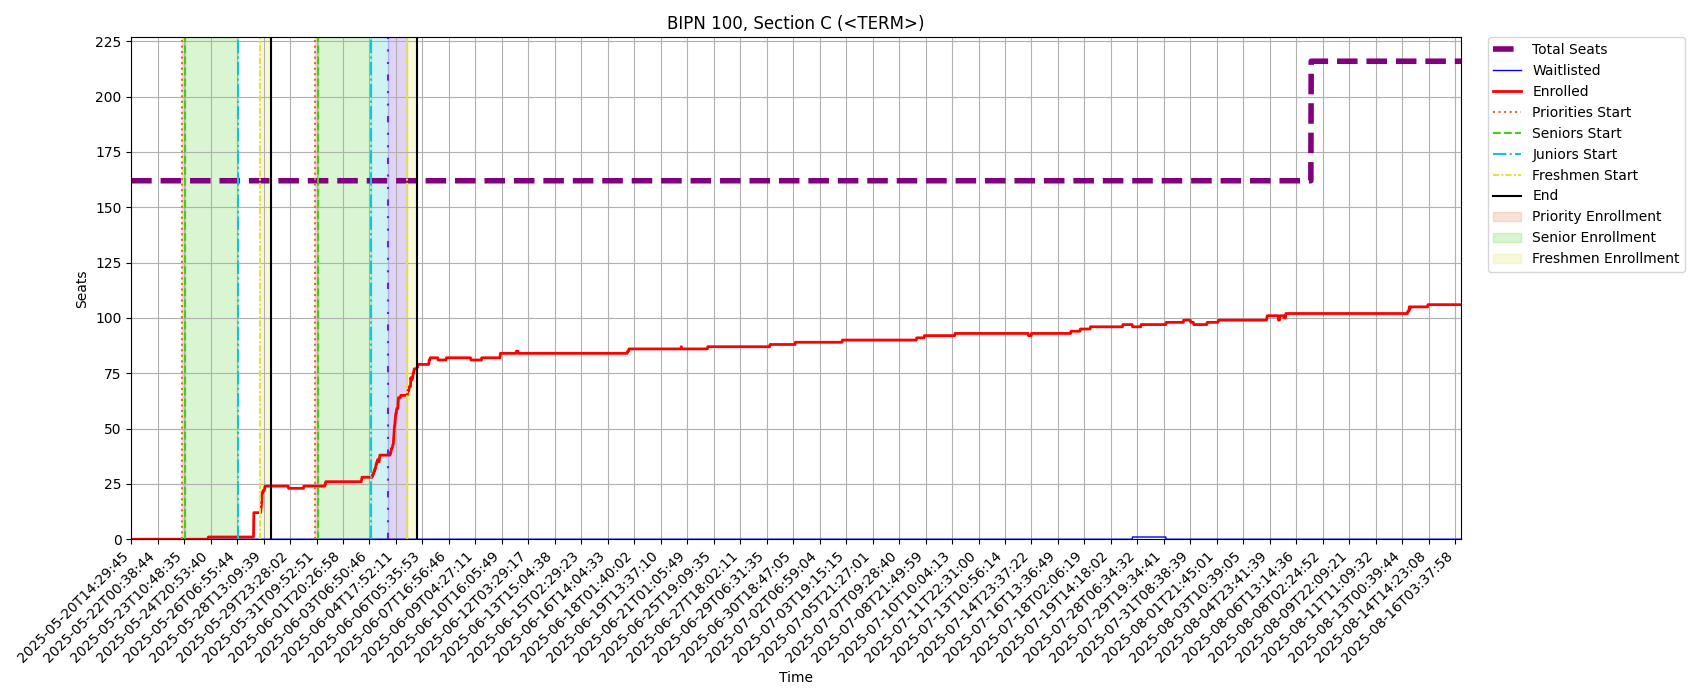 BIPN 100, Section C (<TERM>)
225
200
175
150
125
100
75
50
25
0
Seats
2025-05-20T14:29:45
2025-05-22T00:38:44
2025-05-23T10:48:35
2025-05-24T20:53:40
2025-05-26T06:55:44
2025-05-28T13:09:39
2025-05-29T23:28:02
2025-05-31T09:52:51
2025-06-01T20:26:58
2025-06-03T06:50:46
2025-06-04T17:52:11
2025-06-06T05:35:53
2025-06-07T16:56:46
2025-06-09T04:27:11
2025-06-10T16:05:49
2025-06-12T03:29:17
2025-06-13T15:04:38
2025-06-15T02:29:23
2025-06-16T14:04:33
2025-06-18T01:40:02
2025-06-19T13:37:10
2025-06-21T01:05:49
2025-06-25T19:09:35
2025-06-27T18:02:11
2025-06-29T06:31:35
2025-06-30T18:47:05
2025-07-02T06:59:04
2025-07-03T19:15:15
2025-07-05T21:27:01
2025-07-07T09:28:40
2025-07-08T21:49:59
2025-07-10T10:04:13
2025-07-11T22:31:00
2025-07-13T10:56:14
2025-07-14T23:37:22
2025-07-16T13:36:49
2025-07-18T02:06:19
2025-07-19T14:18:02
2025-07-28T06:34:32
2025-07-29T19:34:41
2025-07-31T08:38:39
2025-08-01T21:45:01
2025-08-03T10:39:05
2025-08-04T23:41:39
2025-08-06T13:14:36
2025-08-08T02:24:52
2025-08-09T22:09:21
2025-08-11T11:09:32
2025-08-13T00:39:44
2025-08-14T14:23:08
2025-08-16T03:37:58
Time
Total Seats
Waitlisted
Enrolled
Priorities Start
Seniors Start
Juniors Start
Freshmen Start
End
Priority Enrollment
Senior Enrollment
Freshmen Enrollment